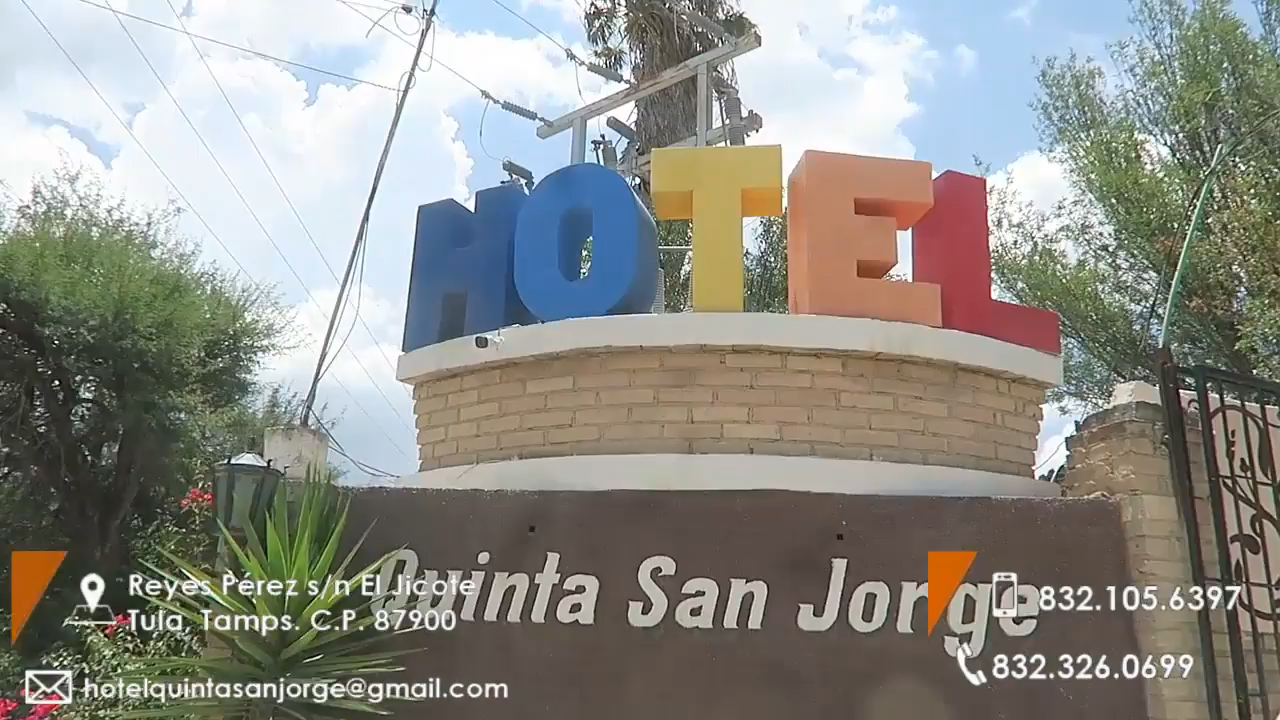 HOTEL
Quinta San Jorge
Reyes Pérez s/n El Jicote
Tula, Tamps. C.P. 87900
832.105.6397
832.326.0699
hotelquintasanjorge@gmail.com